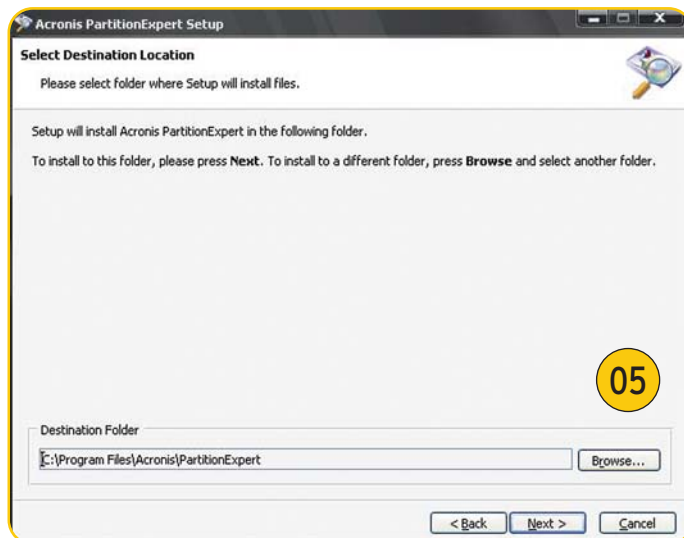 Acronis PartitionExpert Setup
Select Destination Location
Please select folder where Setup will install files.
Setup will install Acronis PartitionExpert in the following folder.
To install to this folder, please press Next. To install to a different folder, press Browse and select another folder.
05
Destination Folder
C:\Program Files\Acronis\PartitionExpert
Browse...
< Back
Next >
Cancel